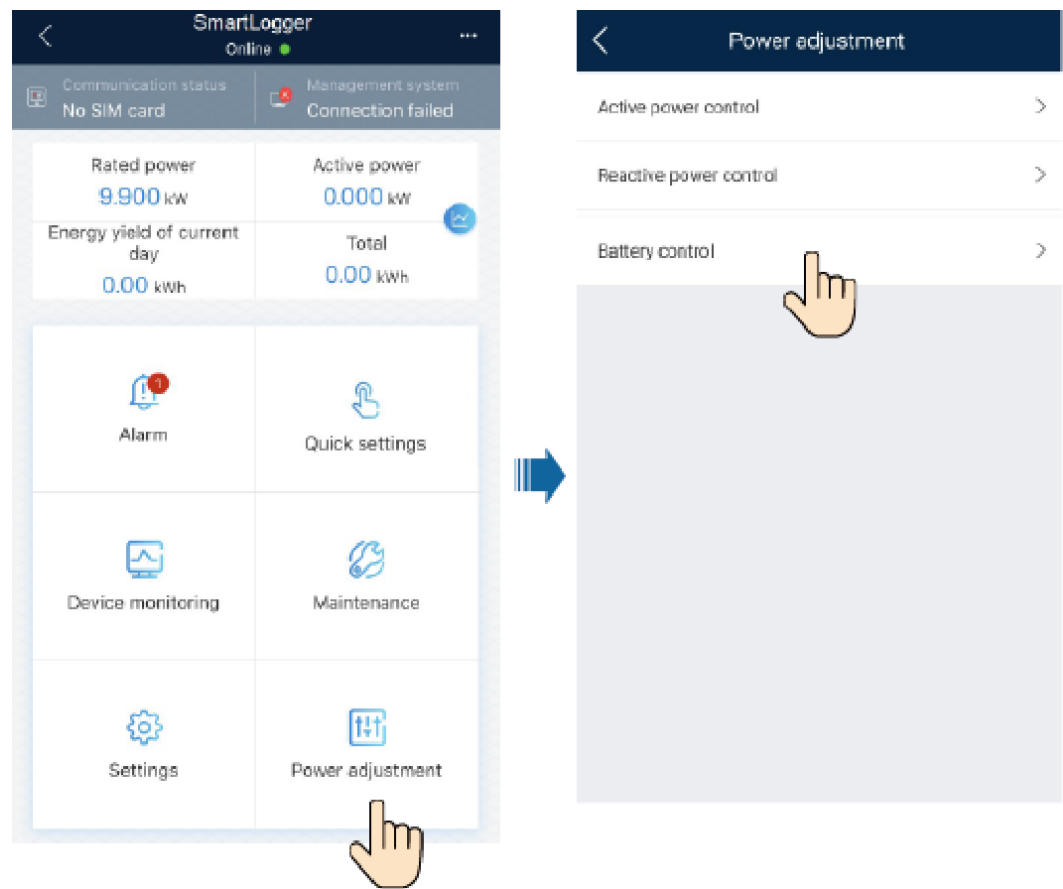 SmartLogger
Online
...
Communication status
No SIM card
Management system
Connection failed
Rated power
9.900 kW
Active power
0.000 kW
Energy yield of current
day
0.00 kWh
Total
0.00 kWh
1
Alarm
Quick settings
Device monitoring
Maintenance
Settings
Power adjustment
Power adjustment
Active power control
Reactive power control
Battery control